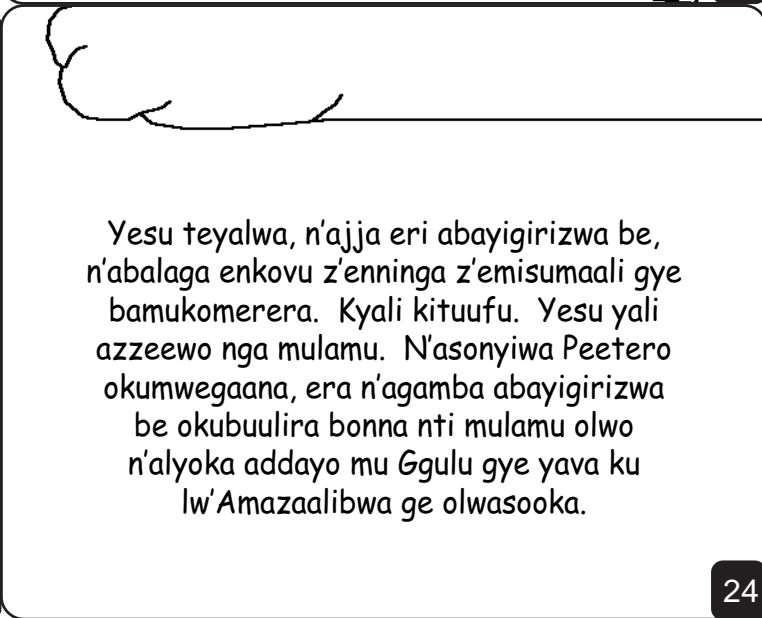 Yesu teyalwa, n'ajja eri abayigirizwa be,
n'abalaga enkovu z'enninga z'emisumaali gye
bamukomerera. Kyali kituufu. Yesu yali
azzeewo nga mulamu. N'asonyiwa Peetero
okumwegaana, era n'agamba abayigirizwa
be okubuulira bonna nti mulamu olwo
n'alyoka addayo mu Ggulu gye yava ku
lw'Amazaalibwa ge olwasooka.
24